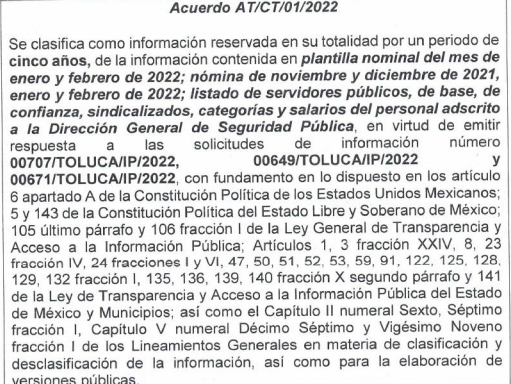 Acuerdo AT/CT/01/2022
Se clasifica como información reservada en su totalidad por un periodo de
cinco años, de la información contenida en plantilla nominal del mes de
enero y febrero de 2022; nómina de noviembre y diciembre de 2021,
enero y febrero de 2022; listado de servidores públicos, de base, de
confianza, sindicalizados, categorías y salarios del personal adscrito
a la Dirección General de Seguridad Pública, en virtud de emitir
respuesta a las solicitudes de información número
00707/TOLUCA/IP/2022, 00649/TOLUCA/IP/2022 y
00671/TOLUCA/IP/2022, con fundamento en lo dispuesto en los artículo
6 apartado A de la Constitución Política de los Estados Unidos Mexicanos;
5 y 143 de la Constitución Política del Estado Libre y Soberano de México;
105 último párrafo y 106 fracción I de la Ley General de Transparencia y
Acceso a la Información Pública; Artículos 1, 3 fracción XXIV, 8, 23
fracción IV, 24 fracciones I y VI, 47, 50, 51, 52, 53, 59, 91, 122, 125, 128,
129, 132 fracción I, 135, 136, 139, 140 fracción X segundo párrafo y 141
de la Ley de Transparencia y Acceso a la Información Pública del Estado
de México y Municipios; así como el Capítulo II numeral Sexto, Séptimo
fracción I, Capítulo V numeral Décimo Séptimo y Vigésimo Noveno
fracción I de los Lineamientos Generales en materia de clasificación y
desclasificación de la información, así como para la elaboración de
versiones públicas.